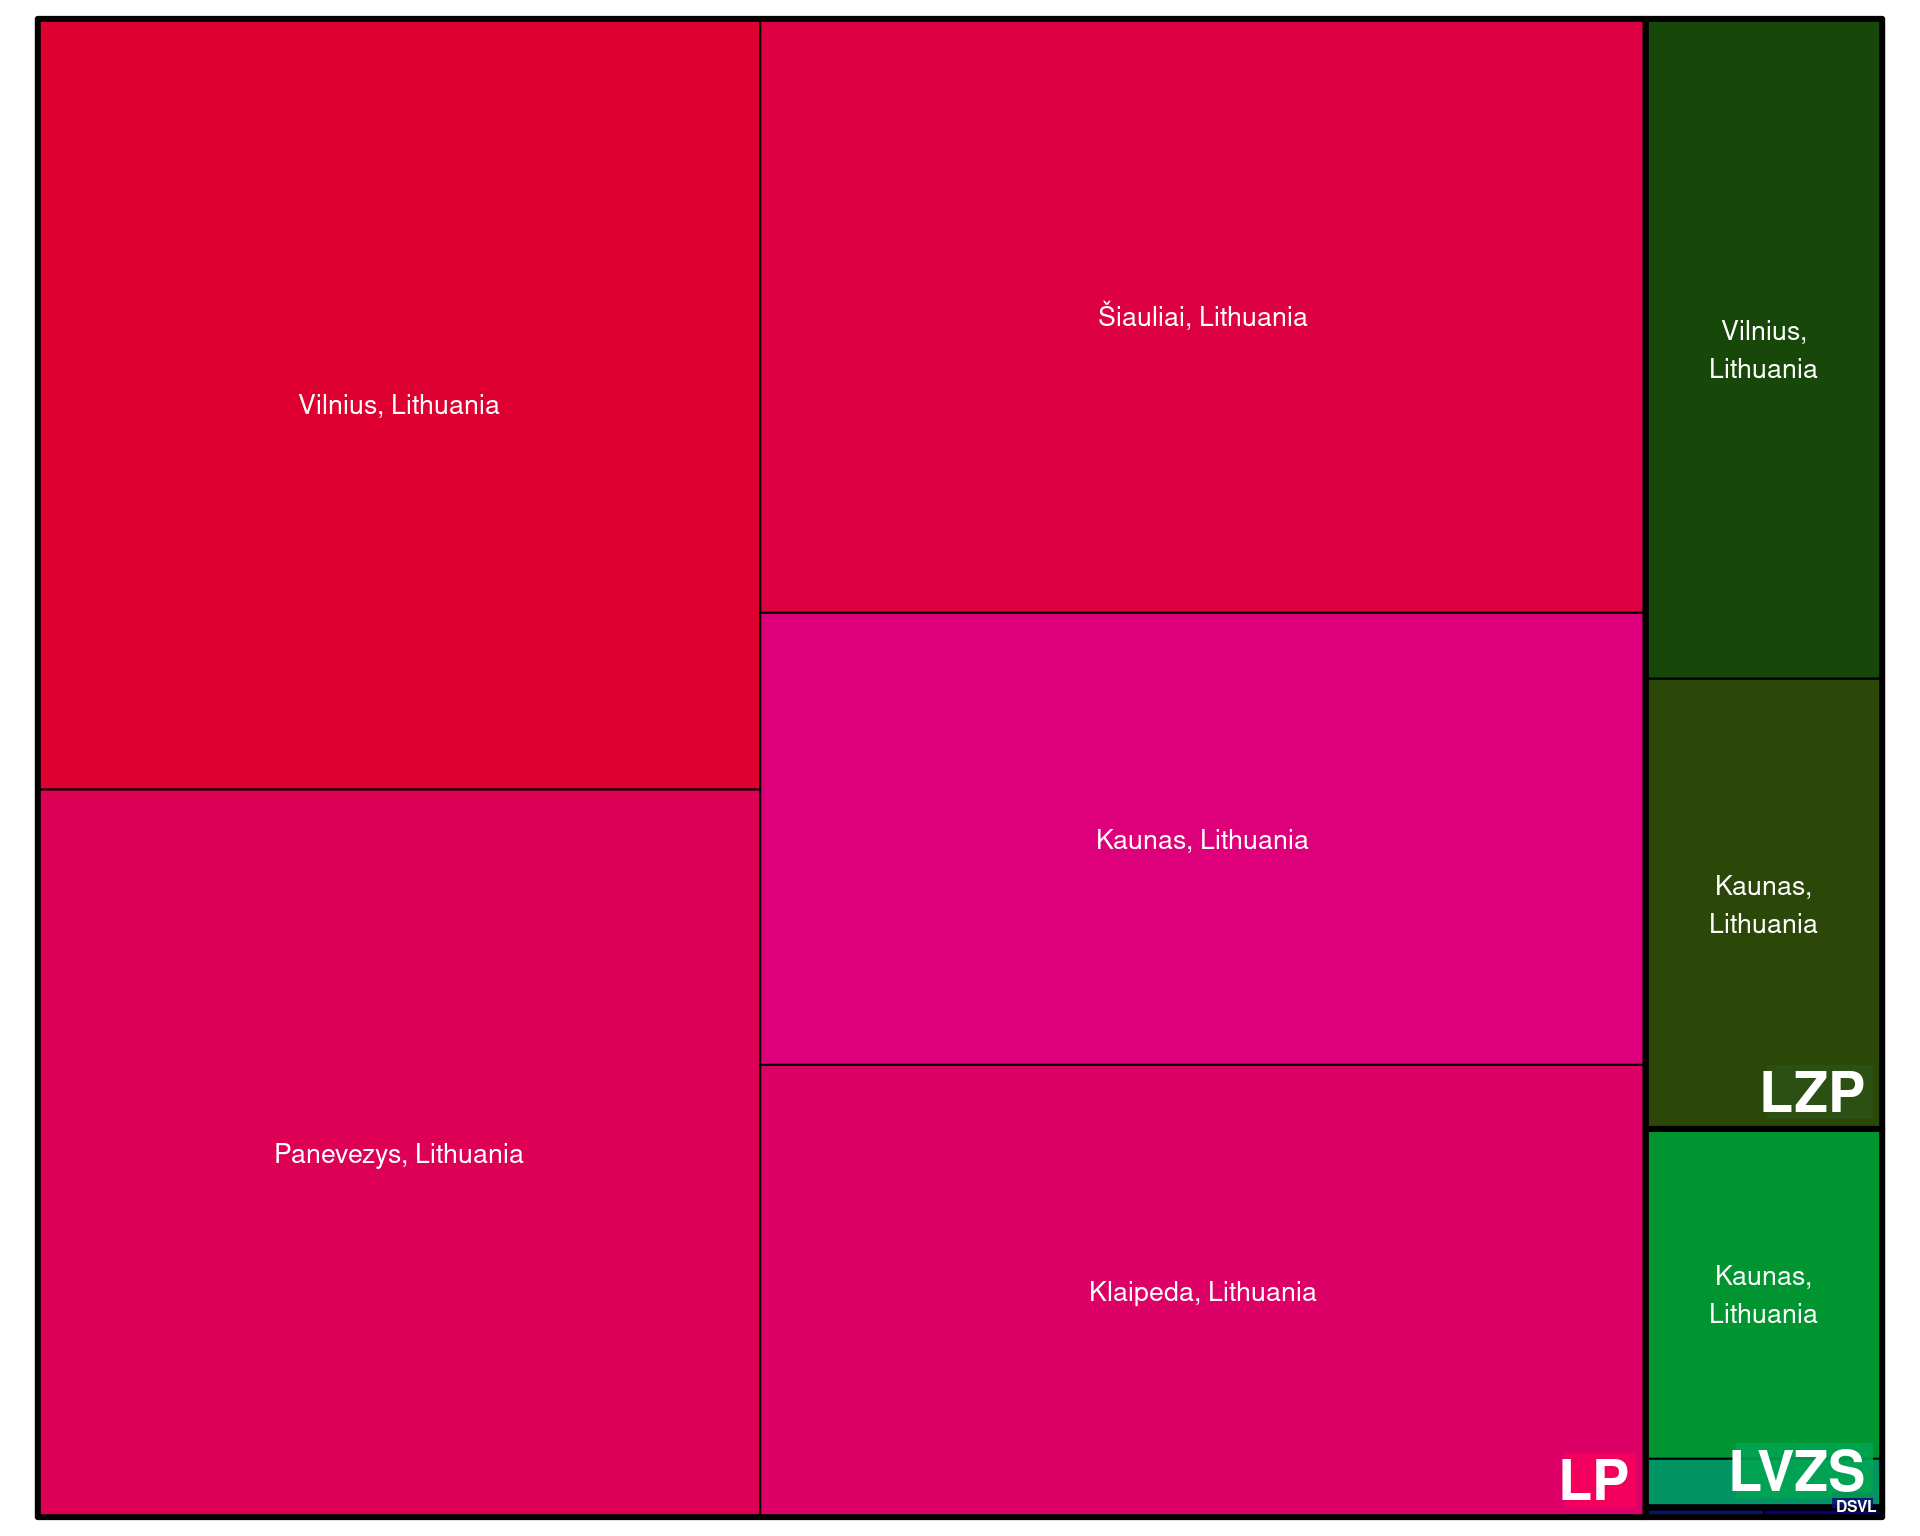 Vilnius, Lithuania
Panevezys, Lithuania
Šiauliai, Lithuania
Kaunas, Lithuania
Klaipeda, Lithuania
LP
Vilnius,
Lithuania
Kaunas,
Lithuania
LZP
Kaunas,
Lithuania
LVZS
DSVL